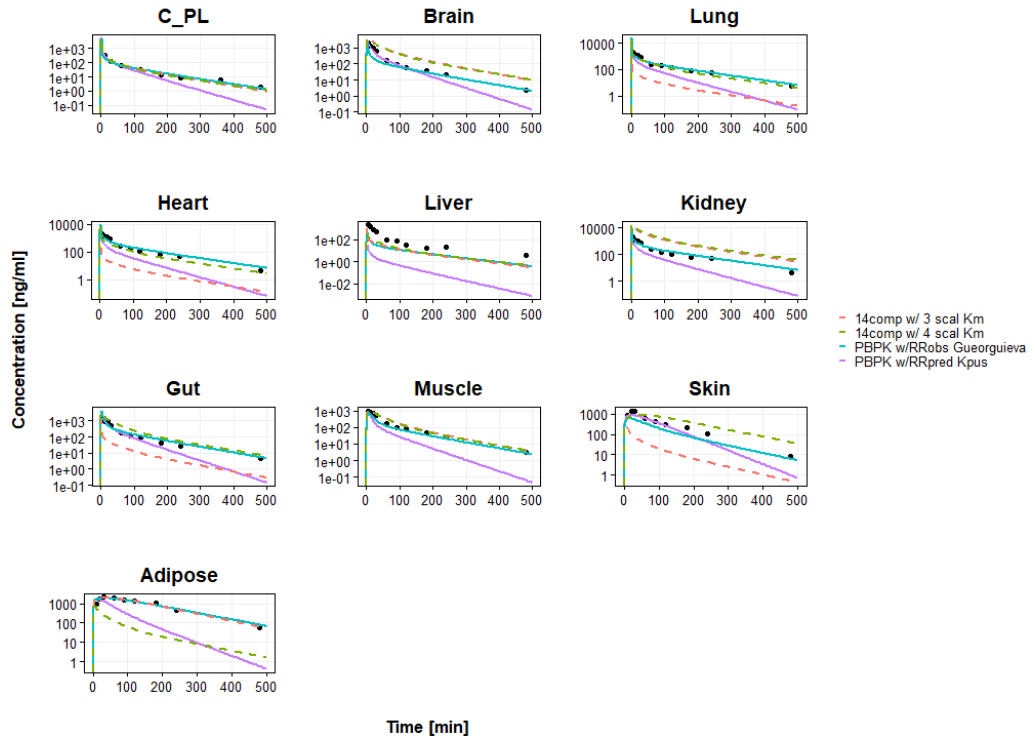 C_PL
Brain
Lung
1e+03
1e+02
1e+01
1e+00
1e-01
0 100 200 300 400 500
1e+03
1e+02
1e+01
1e+00
1e-01
0 100 200 300 400 500
10000
100
1
0 100 200 300 400 500
Heart
Liver
Kidney
10000
100
1
0 100 200 300 400 500
1e+02
1e+00
1e-02
0 100 200 300 400 500
10000
100
1
0 100 200 300 400 500
Concentration [ng/ml]
14comp w/ 3 scal Km
14comp w/ 4 scal Km
PBPK w/RRobs Gueorguieva
PBPK w/RRpred Kpus
Gut
Muscle
Skin
1e+03
1e+02
1e+01
1e+00
1e-01
0 100 200 300 400 500
1e+03
1e+02
1e+01
1e+00
1e-01
0 100 200 300 400 500
1000
100
10
1
0 100 200 300 400 500
Adipose
1000
100
10
1
0 100 200 300 400 500
Time [min]